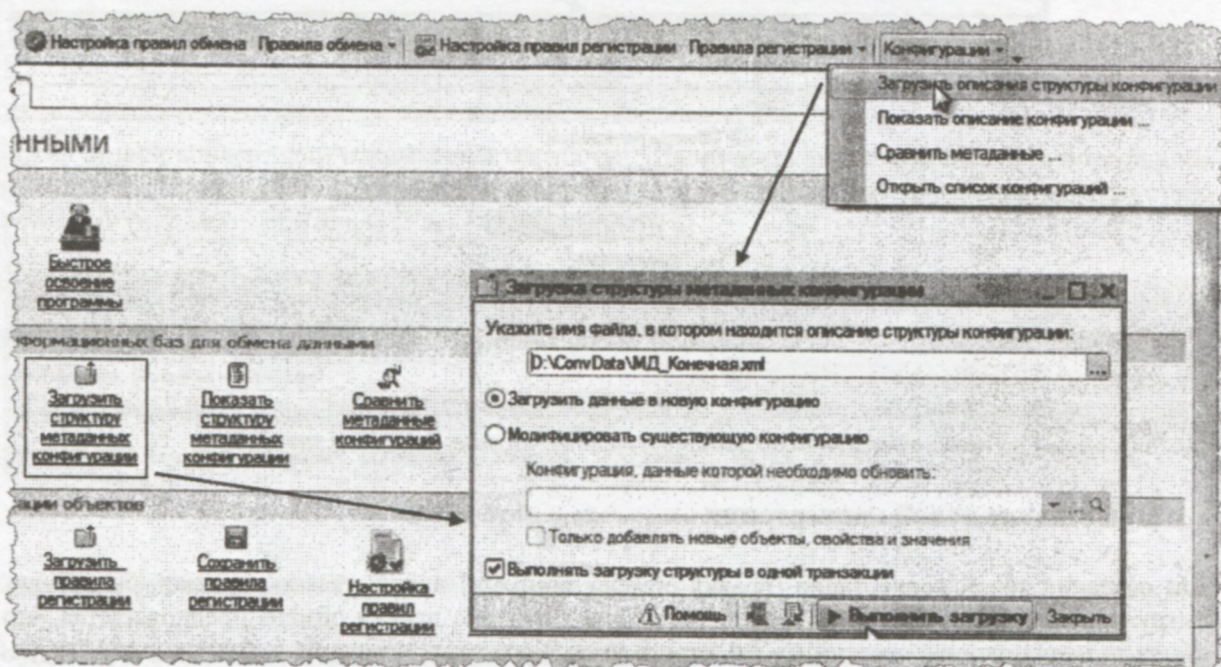 Настройка правил обмена Правила обмена Настройка правил регистрации Правила регистрации Конфигурации
Загрузить описания структуры конфигурации
Показать описание конфигурации ...
Сравнить метаданные ...
Открыть список конфигураций ...
нными
Быстрое
освоение
программы
формационных баз для обмена данными
Загрузить
структуру
метаданных
конфигурации
Показать
структуру
метаданных
конфигурации
Сравнить
метаданные
конфигураций
ации объектов
Загрузить
правила
регистрации
Сохранить
правила
регистрации
Настройка
правил
регистрации
Загрузка структуры метаданных конфигурации
Укажите имя файла, в котором находится описание структуры конфигурации:
D:\ConvData\МД_Конечная.xml
...
Загрузить данные в новую конфигурацию
Модифицировать существующую конфигурацию
Конфигурация, данные которой необходимо обновить:
Только добавлять новые объекты, свойства и значения
Выполнять загрузку структуры в одной транзакции
Помощь Выполнить загрузку Закрыть